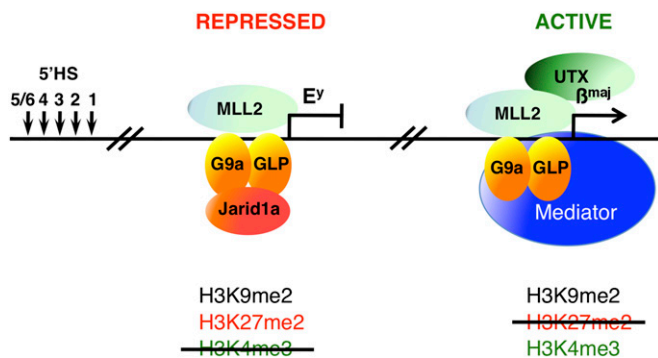 REPRESSED
ACTIVE
5'HS
5/6 4 3 2 1
MLL2
Eʸ
G9a
GLP
Jarid1a
UTX
MLL2
βᵐᵃʲ
G9a
GLP
Mediator
H3K9me2
H3K27me2
H3K4me3
H3K9me2
H3K27me2
H3K4me3